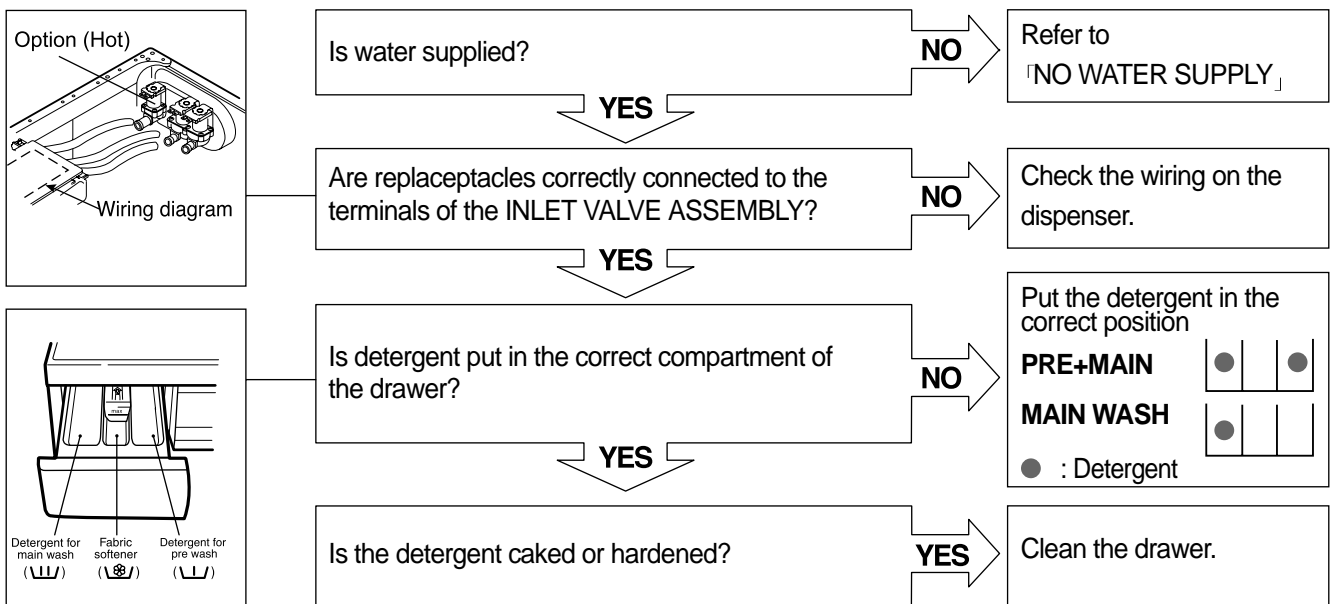 Option (Hot)
Wiring diagram
Is water supplied?
NO
Refer to
「NO WATER SUPPLY」
YES
Are replaceptacles correctly connected to the
terminals of the INLET VALVE ASSEMBLY?
NO
Check the wiring on the
dispenser.
YES
max
Detergent for
main wash
Fabric
softener
Detergent for
pre wash
Is detergent put in the correct compartment of
the drawer?
NO
Put the detergent in the
correct position
PRE+MAIN
MAIN WASH
: Detergent
YES
Is the detergent caked or hardened?
YES
Clean the drawer.